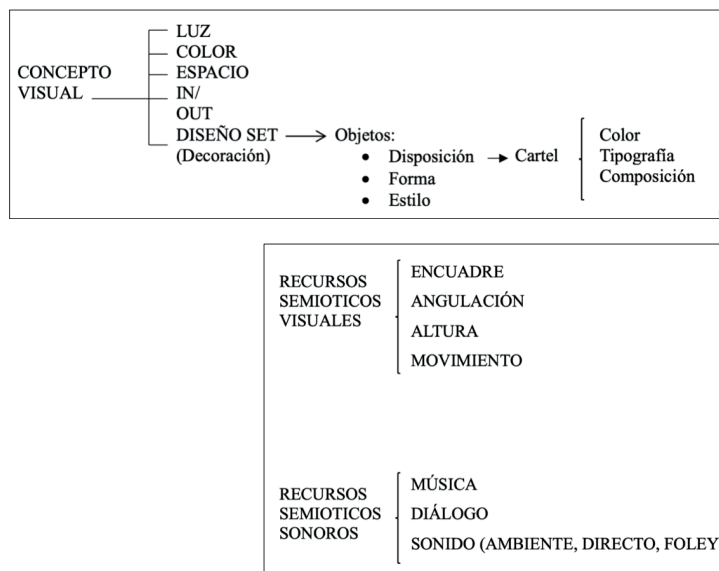 CONCEPTO
VISUAL
LUZ
COLOR
ESPACIO
IN/
OUT
DISEÑO SET
(Decoración)
Objetos:
• Disposición
• Forma
• Estilo
Cartel
Color
Tipografía
Composición
RECURSOS
SEMIOTICOS
VISUALES
ENCUADRE
ANGULACIÓN
ALTURA
MOVIMIENTO
RECURSOS
SEMIOTICOS
SONOROS
MÚSICA
DIÁLOGO
SONIDO (AMBIENTE, DIRECTO, FOLEY